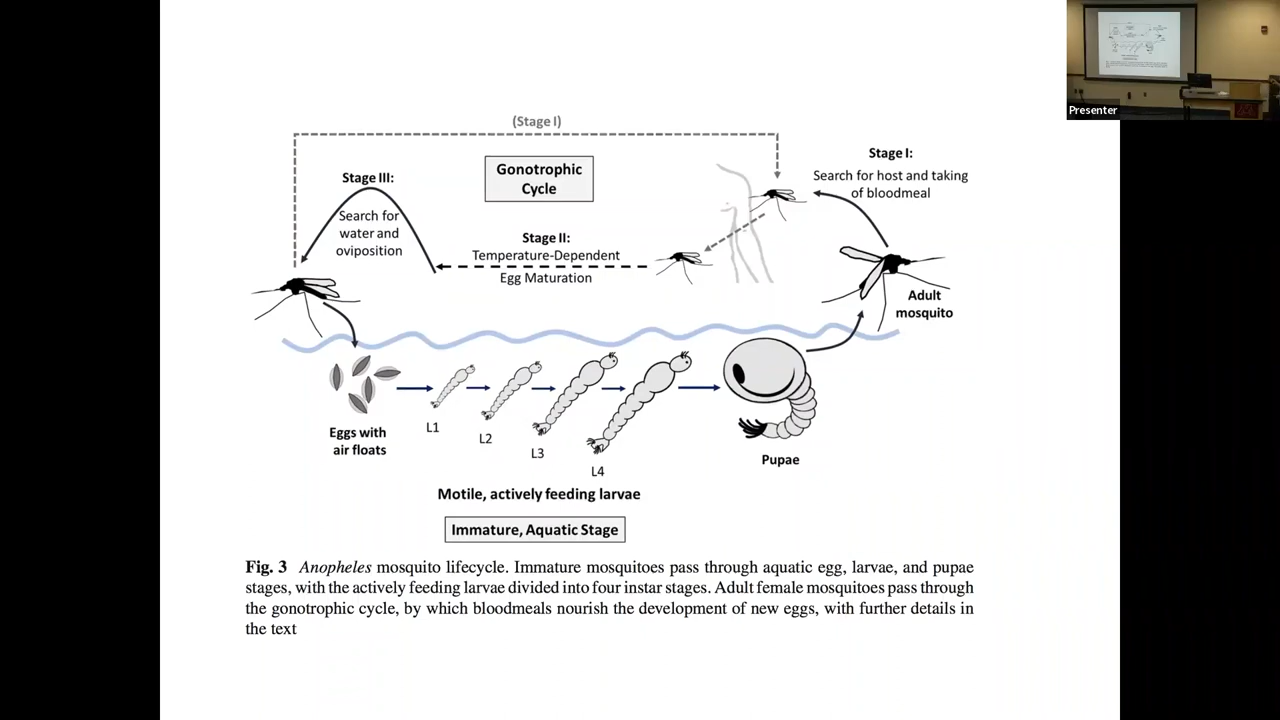 Presenter
(Stage I)
Gonotrophic
Cycle
Stage I:
Search for host and taking
of bloodmeal
Stage III:
Search for
water and
oviposition
Stage II:
Temperature-Dependent
Egg Maturation
Adult
mosquito
Eggs with
air floats
L1
L2
L3
L4
Pupae
Motile, actively feeding larvae
Immature, Aquatic Stage
Fig. 3 Anopheles mosquito lifecycle. Immature mosquitoes pass through aquatic egg, larvae, and pupae
stages, with the actively feeding larvae divided into four instar stages. Adult female mosquitoes pass through
the gonotrophic cycle, by which bloodmeals nourish the development of new eggs, with further details in
the text